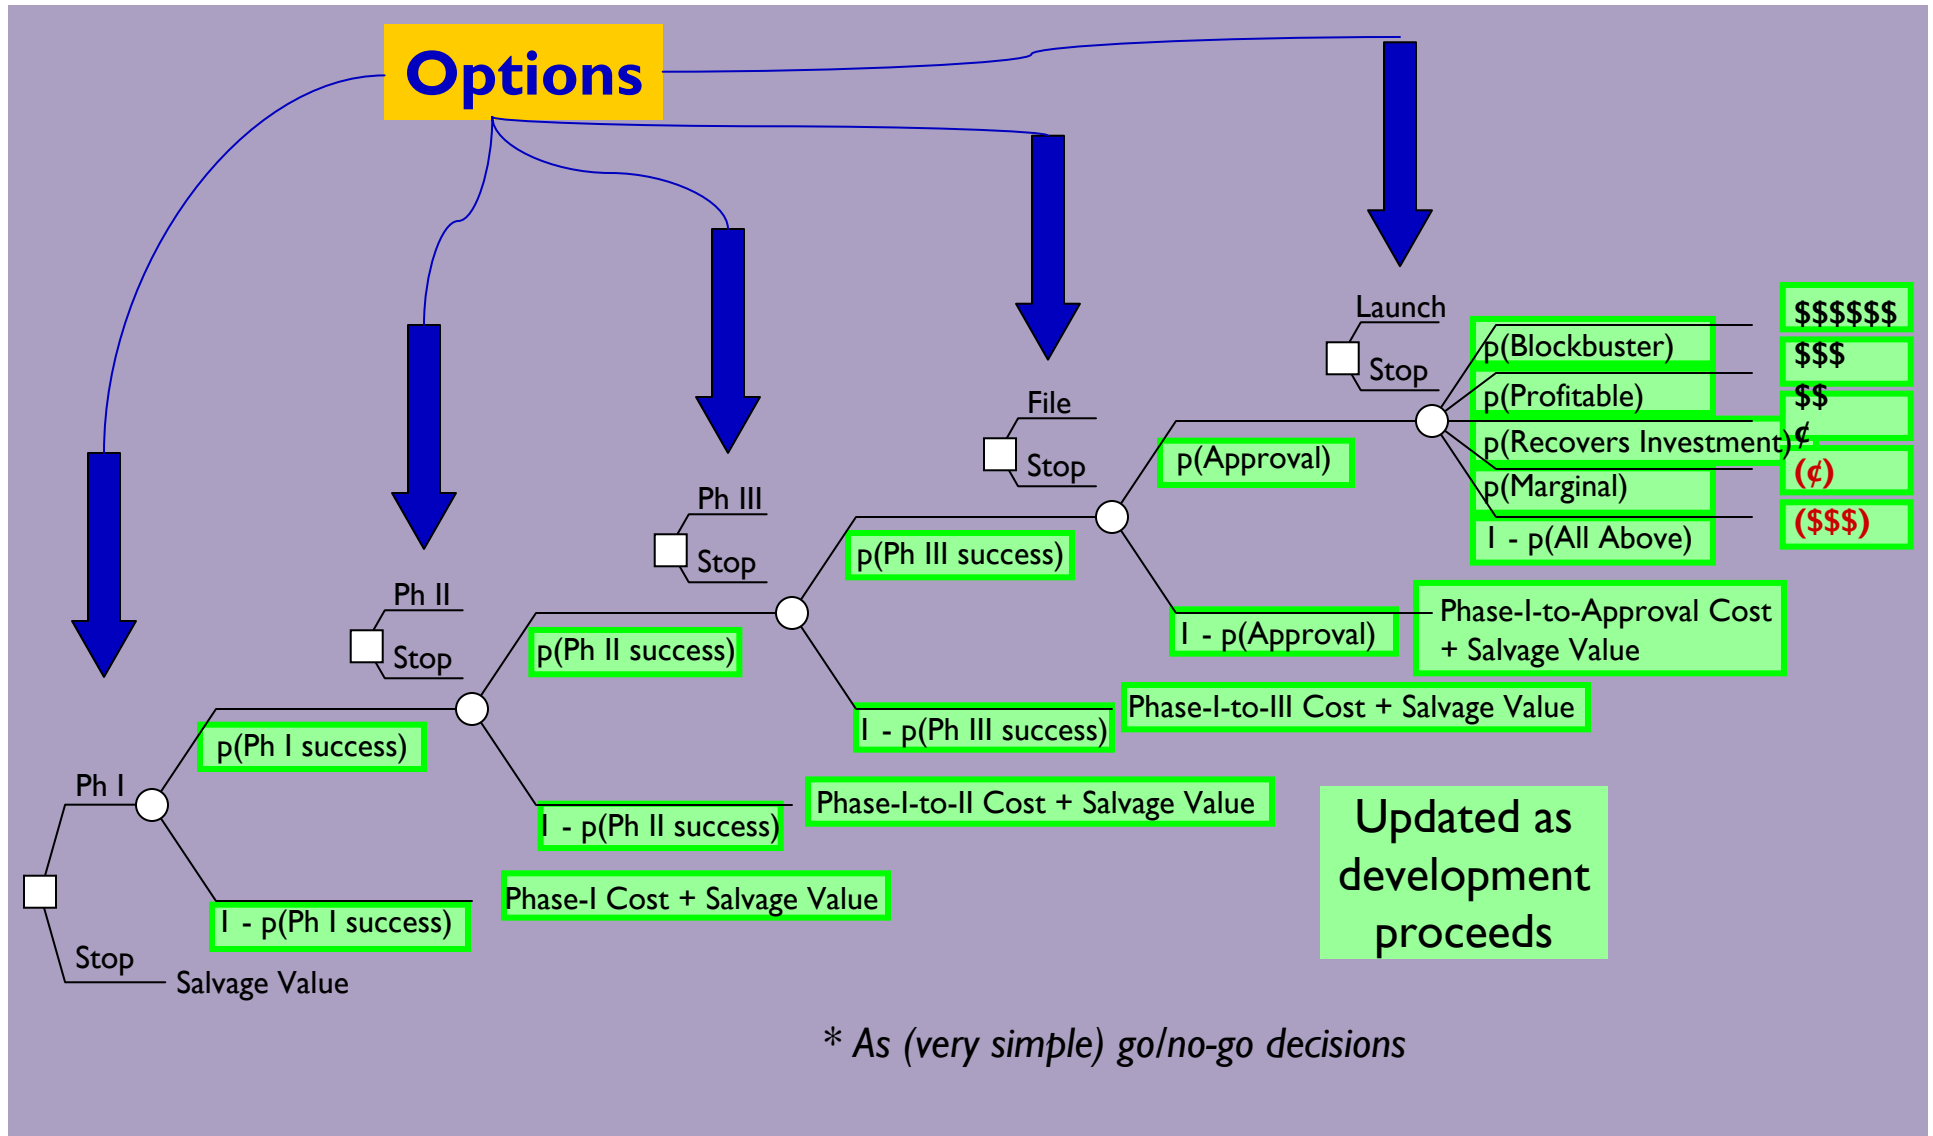 Options
Launch
Stop
$$$$$$
p(Blockbuster)
$$$
p(Profitable)
$$
p(Recovers Investment)
¢
p(Marginal)
(¢)
1 - p(All Above)
($$$)
File
Stop
p(Approval)
1 - p(Approval)
Phase-I-to-Approval Cost
+ Salvage Value
Ph III
Stop
p(Ph III success)
1 - p(Ph III success)
Phase-I-to-III Cost + Salvage Value
Ph II
Stop
p(Ph II success)
1 - p(Ph II success)
Phase-I-to-II Cost + Salvage Value
Ph I
p(Ph I success)
1 - p(Ph I success)
Phase-I Cost + Salvage Value
Stop
Salvage Value
Updated as
development
proceeds
* As (very simple) go/no-go decisions